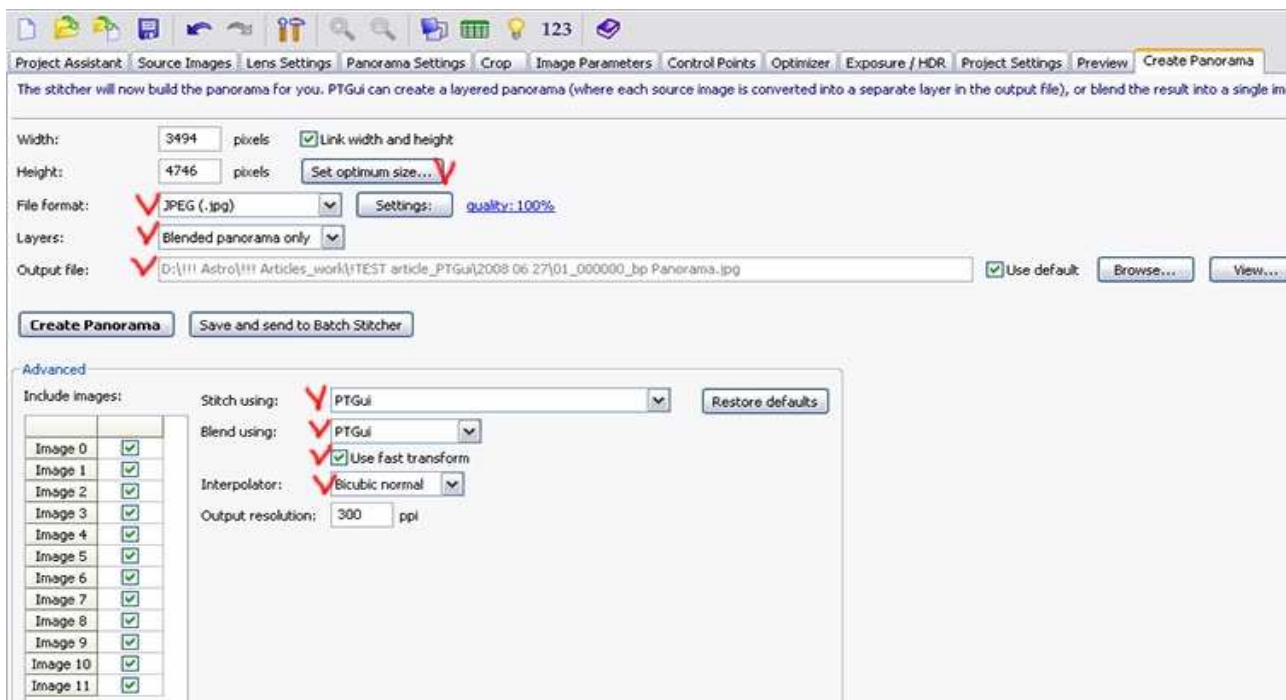 123
Project Assistant Source Images Lens Settings Panorama Settings Crop Image Parameters Control Points Optimizer Exposure / HDR Project Settings Preview Create Panorama
The stitcher will now build the panorama for you. PTGui can create a layered panorama (where each source image is converted into a separate layer in the output file), or blend the result into a single im
Width: 3494 pixels Link width and height
Height: 4746 pixels Set optimum size...
File format: JPEG (.jpg) Settings: quality: 100%
Layers: Blended panorama only
Output file: D:\!!! Astro\!!! Articles_work\!TEST article_PTGui\2008 06 27\01_000000_bp Panorama.jpg Use default Browse... View...
Create Panorama Save and send to Batch Stitcher
Advanced
Include images:
Stitch using: PTGui Restore defaults
Blend using: PTGui
Use fast transform
Interpolator: Bicubic normal
Output resolution: 300 ppi
Image 0
Image 1
Image 2
Image 3
Image 4
Image 5
Image 6
Image 7
Image 8
Image 9
Image 10
Image 11